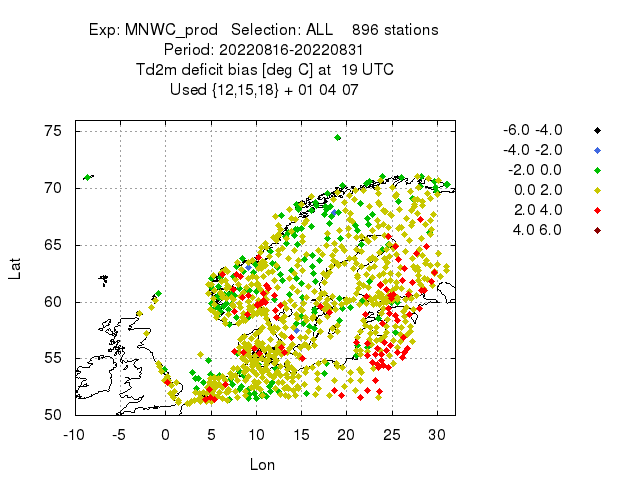 Exp: MNWC_prod   Selection: ALL    896 stations
Period: 20220816-20220831
Td2m deficit bias [deg C] at  19 UTC
Used {12,15,18} + 01 04 07
-6.0 -4.0
-4.0 -2.0
-2.0 0.0
0.0 2.0
2.0 4.0
4.0 6.0
75
70
65
60
55
50
Lat
-10 -5 0 5 10 15 20 25 30
Lon